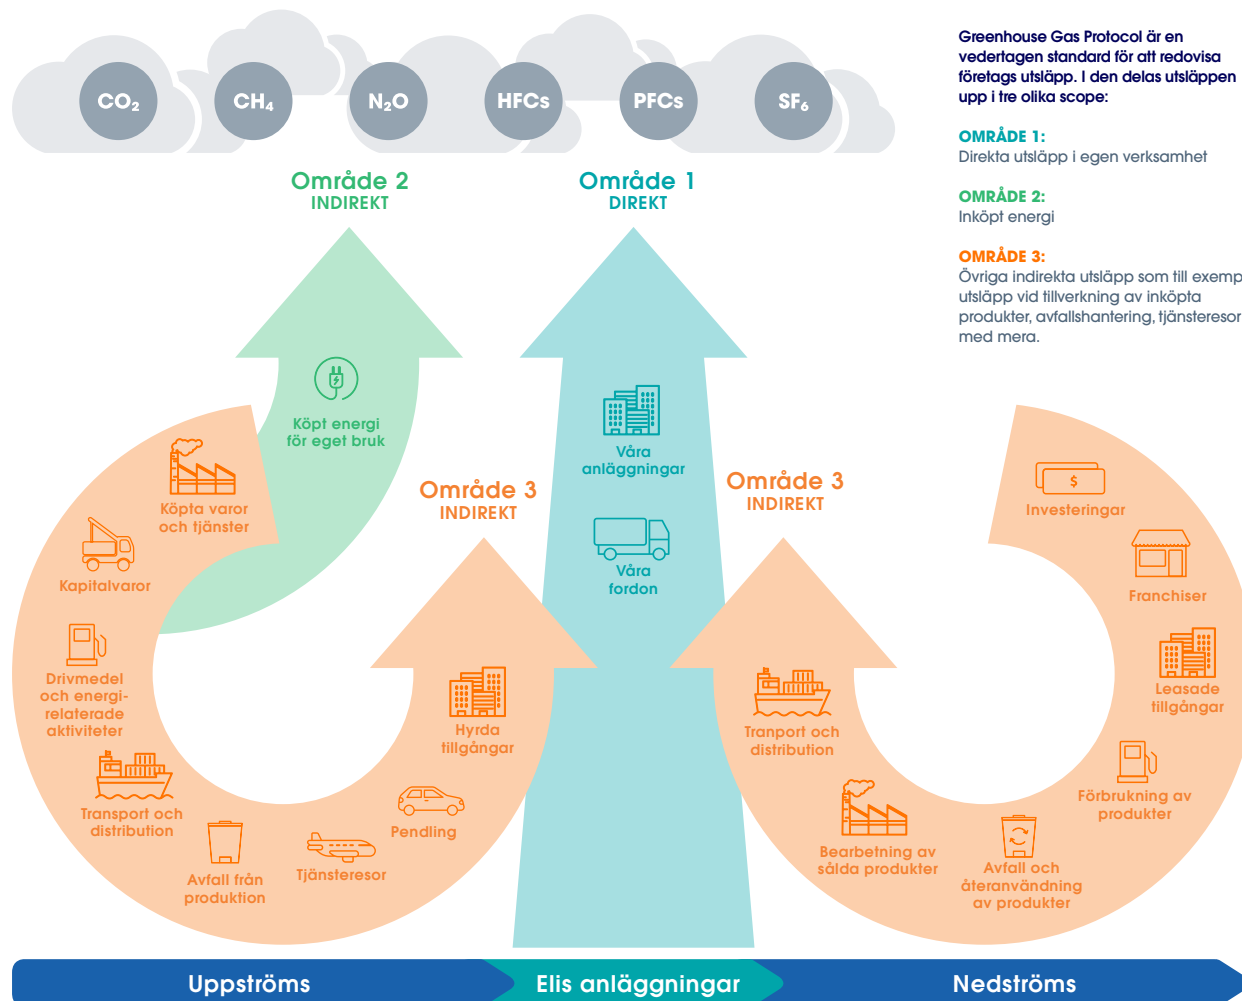 CO₂
CH₄
N₂O
HFCs
PFCs
SF₆
Greenhouse Gas Protocol är en
vedertagen standard för att redovisa
företags utsläpp. I den delas utsläppen
upp i tre olika scope:
OMRÅDE 1:
Direkta utsläpp i egen verksamhet
OMRÅDE 2:
Inköpt energi
OMRÅDE 3:
Övriga indirekta utsläpp som till exemp
utsläpp vid tillverkning av inköpta
produkter, avfallshantering, tjänsteresor
med mera.
Område 2
INDIREKT
Område 1
DIREKT
Köpt energi
för eget bruk
Våra
anläggningar
Våra
fordon
Område 3
INDIREKT
Område 3
INDIREKT
Köpta varor
och tjänster
Kapitalvaror
Drivmedel
och energi-
relaterade
aktiviteter
Transport och
distribution
Avfall från
produktion
Tjänsteresor
Pendling
Hyrda
tillgångar
Investeringar
$
Franchiser
Leasade
tillgångar
Förbrukning av
produkter
Avfall och
återanvändning
av produkter
Bearbetning av
sålda produkter
Tranport och
distribution
Uppströms
Elis anläggningar
Nedströms